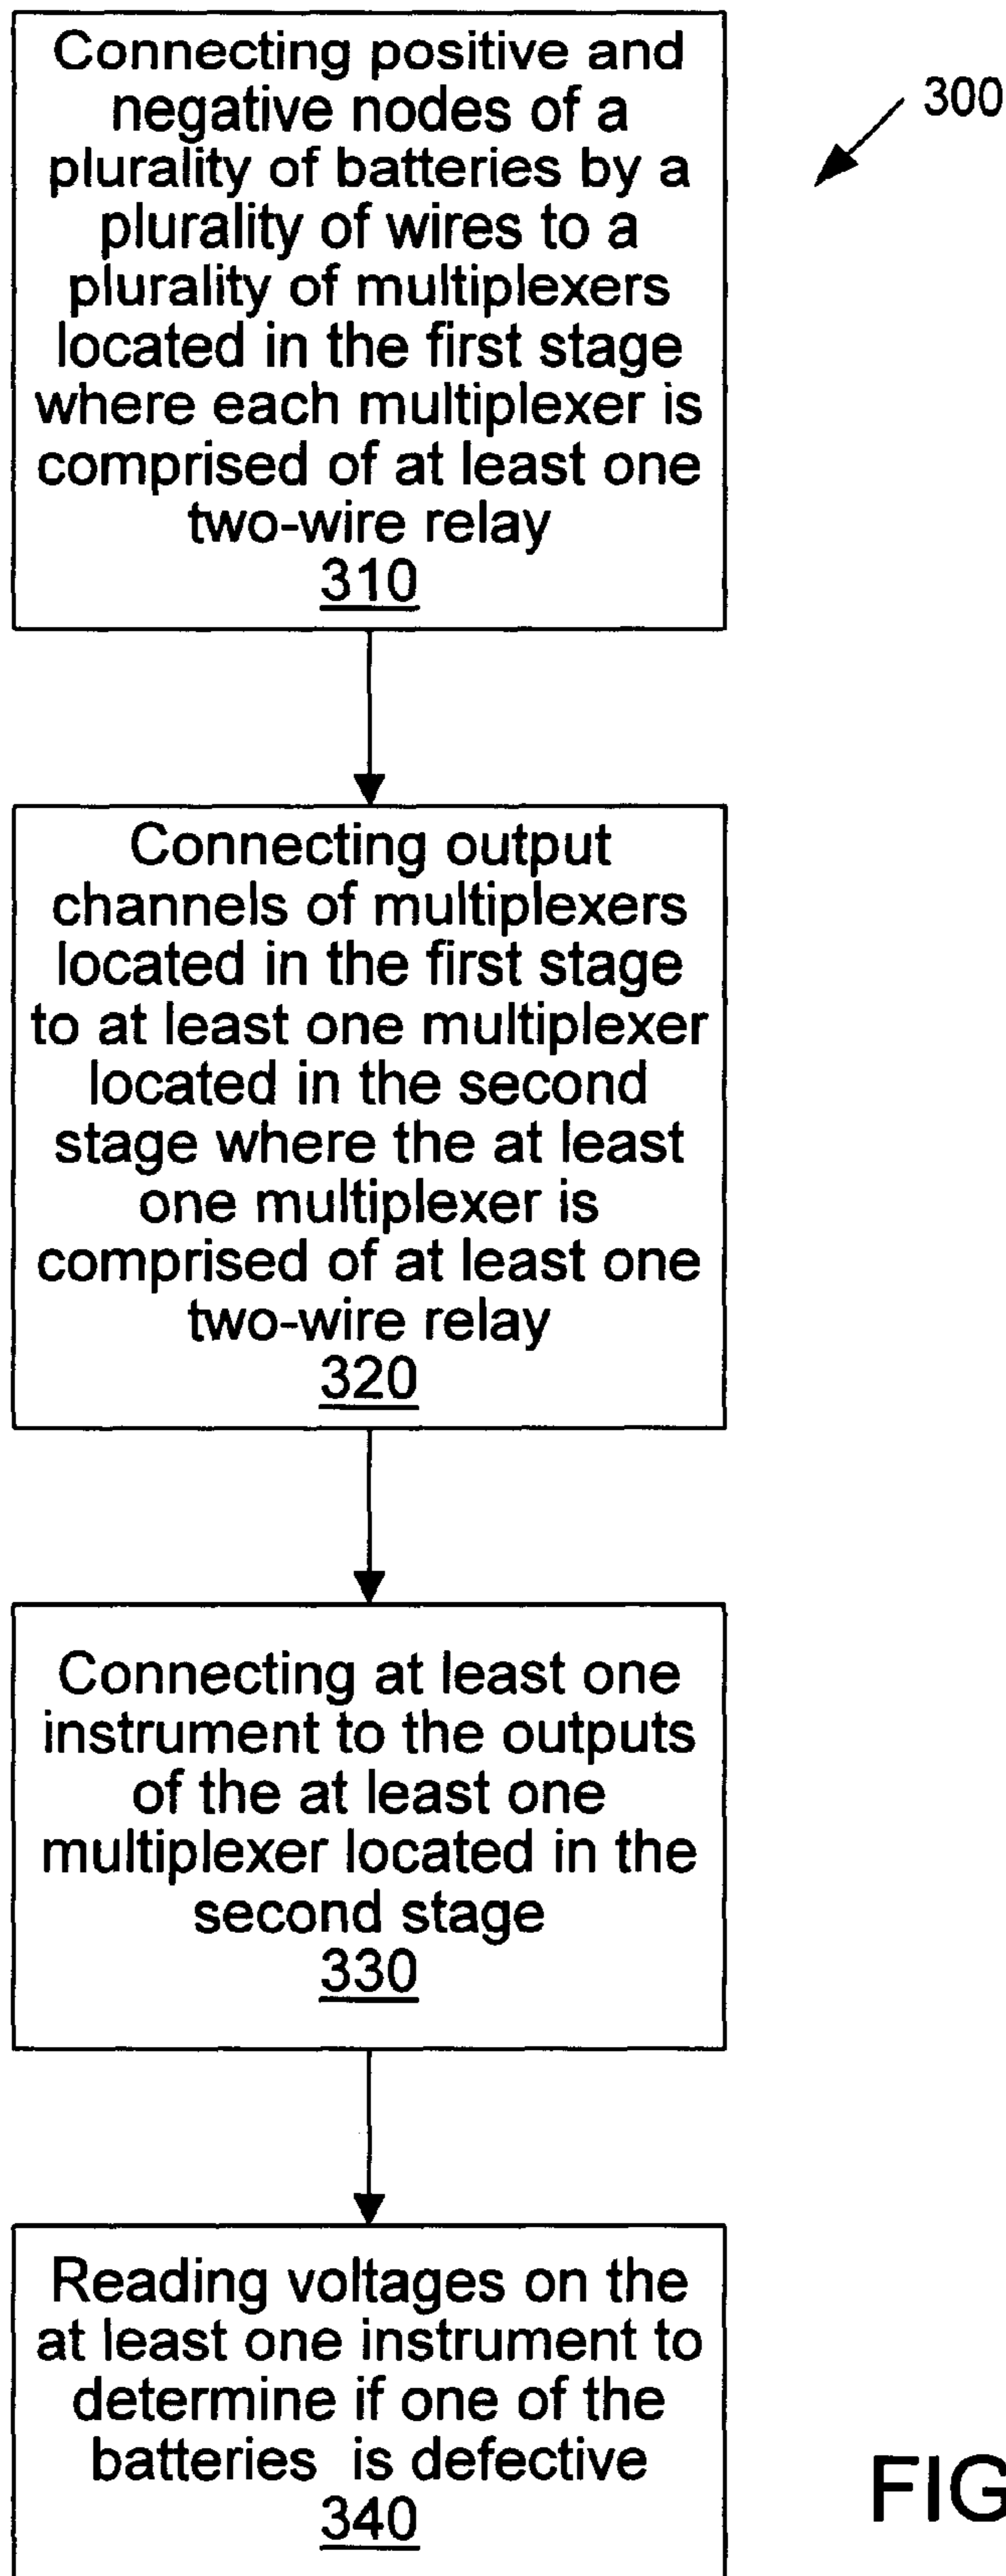 Connecting positive and
negative nodes of a
plurality of batteries by a
plurality of wires to a
plurality of multiplexers
located in the first stage
where each multiplexer is
comprised of at least one
two-wire relay
310
300
Connecting output
channels of multiplexers
located in the first stage
to at least one multiplexer
located in the second
stage where the at least
one multiplexer is
comprised of at least one
two-wire relay
320
Connecting at least one
instrument to the outputs
of the at least one
multiplexer located in the
second stage
330
Reading voltages on the
at least one instrument to
determine if one of the
batteries is defective
340
FIG